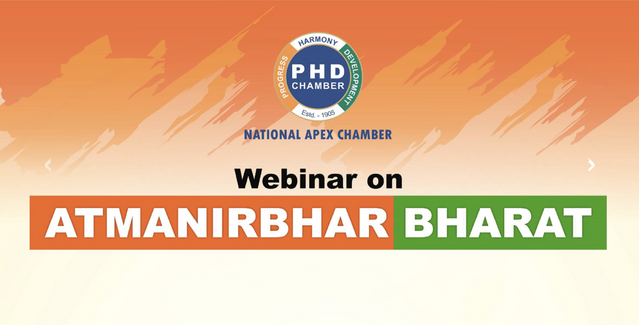 HARMONY
PROGRESS
DEVELOPMENT
PHD
CHAMBER
Estd. - 1905
NATIONAL APEX CHAMBER
Webinar on
ATMANIRBHAR BHARAT